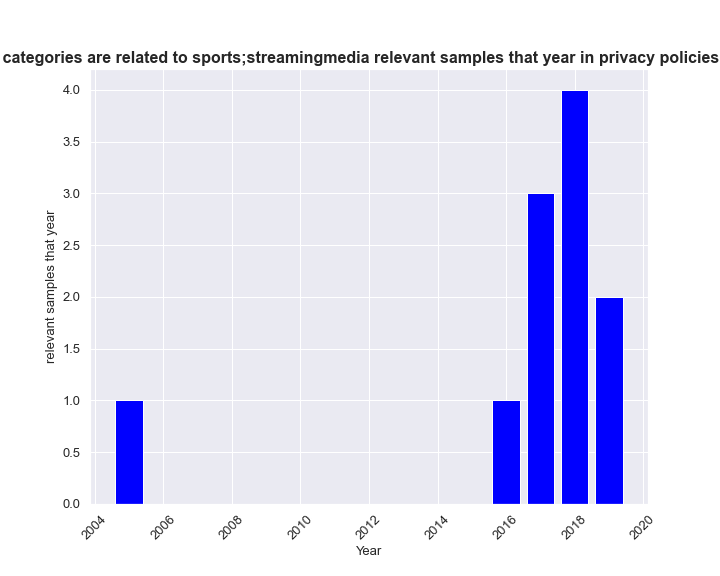 categories are related to sports;streamingmedia relevant samples that year in privacy policies
4.0
3.5
3.0
2.5
2.0
1.5
1.0
0.5
0.0
relevant samples that year
2004 2006 2008 2010 2012 2014 2016 2018 2020
Year